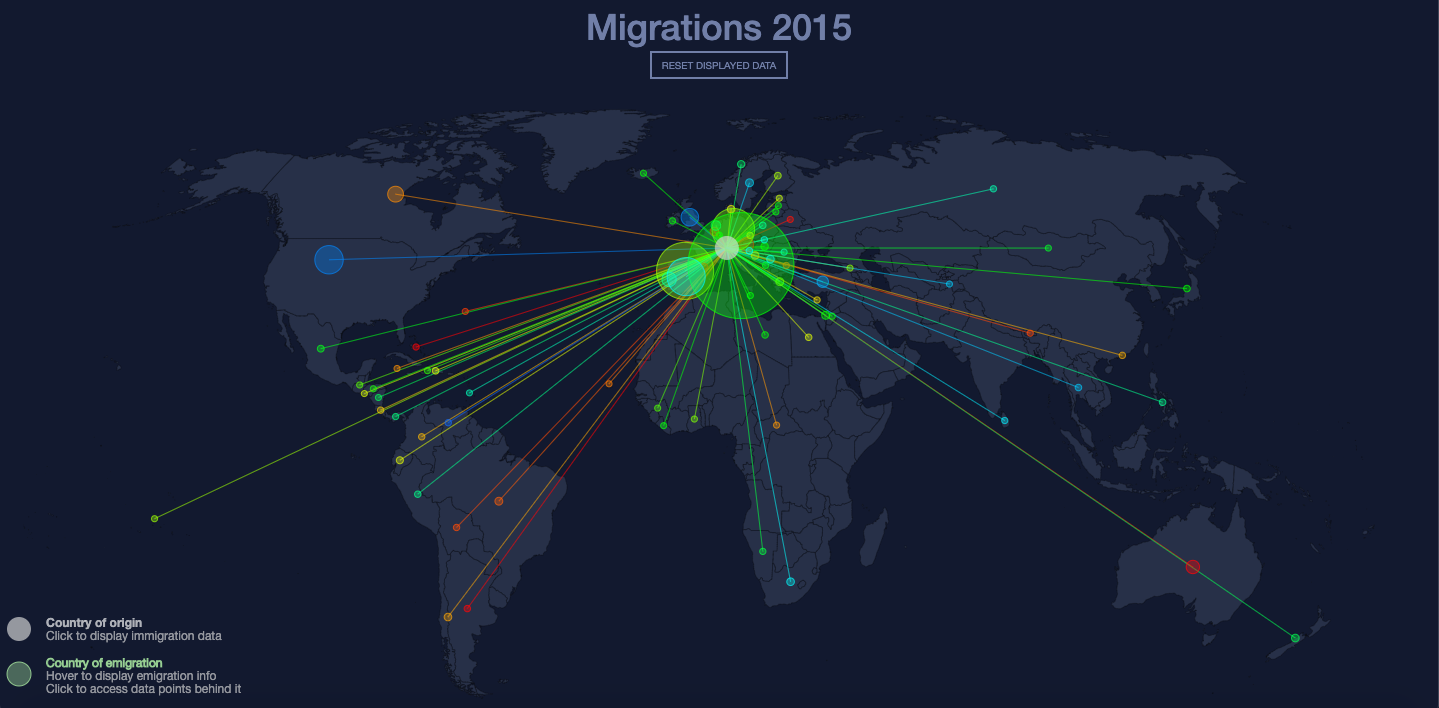 Migrations 2015
RESET DISPLAYED DATA
Country of origin
Click to display immigration data
Country of emigration
Hover to display emigration info
Click to access data points behind it